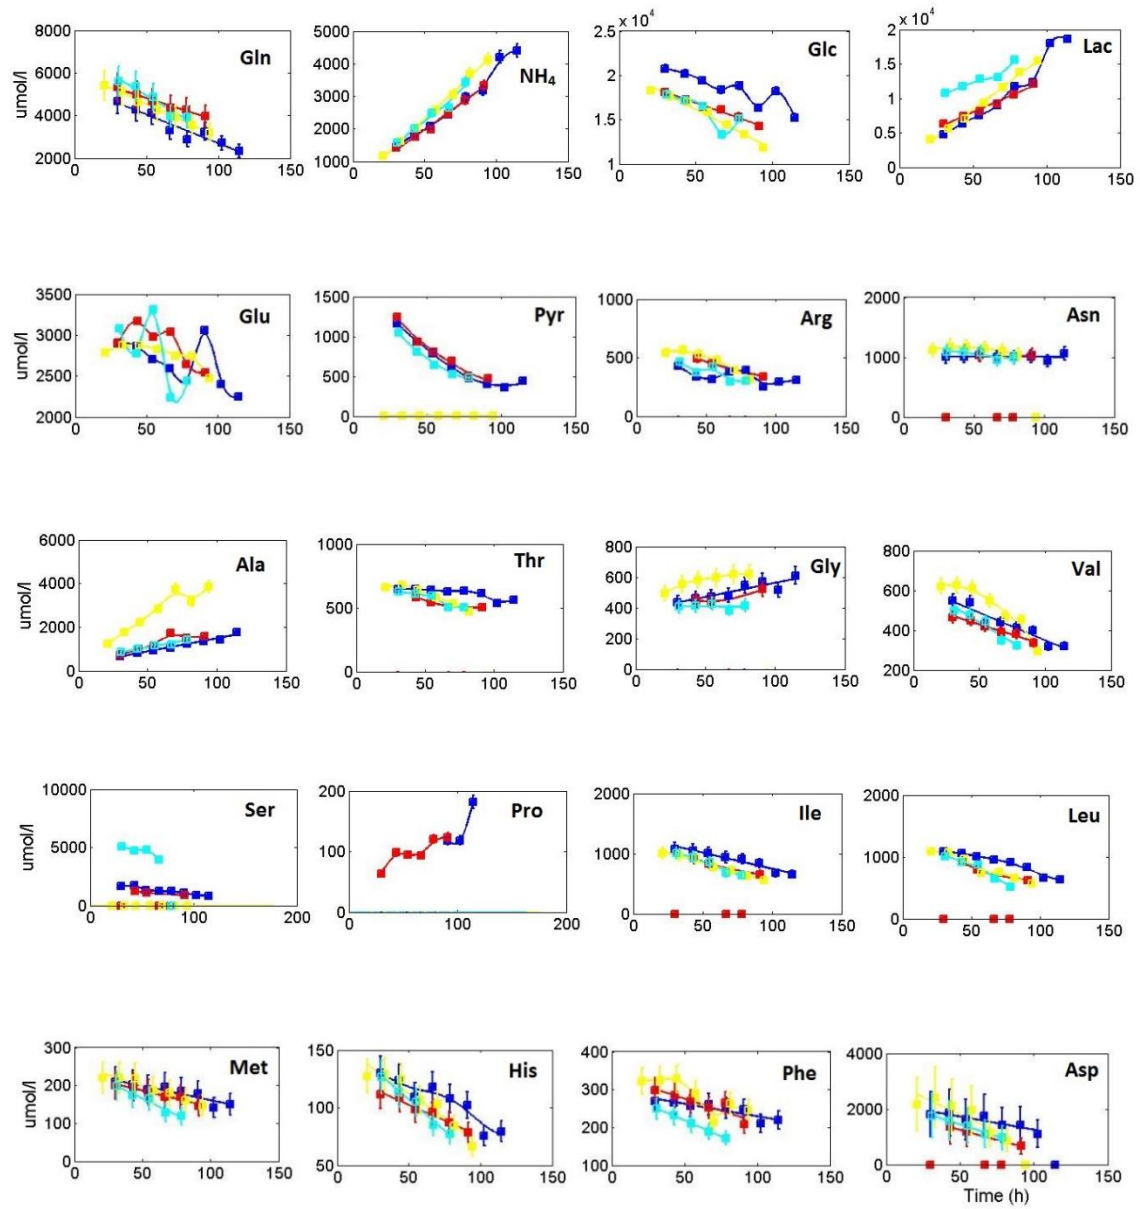 umol/l
8000
6000
4000
2000
Gln
0 50 100 150
5000
4000
3000
2000
1000
NH4
0 50 100 150
x 10^4
2.5
2
1.5
1
Glc
0 50 100 150
x 10^4
2
1.5
1
0.5
0
Lac
0 50 100 150
umol/l
3500
3000
2500
2000
Glu
0 50 100 150
1500
1000
500
0
Pyr
0 50 100 150
1000
500
0
Arg
0 50 100 150
2000
1000
0
Asn
0 50 100 150
umol/l
6000
4000
2000
0
Ala
0 50 100 150
1000
500
0
Thr
0 50 100 150
800
600
400
200
0
Gly
0 50 100 150
800
600
400
200
Val
0 50 100 150
umol/l
10000
5000
0
Ser
0 100 200
200
100
0
Pro
0 100 200
2000
1000
0
Ile
0 50 100 150
2000
1000
0
Leu
0 50 100 150
umol/l
300
200
100
0
Met
0 50 100 150
150
100
50
His
0 50 100 150
400
300
200
100
Phe
0 50 100 150
4000
2000
0
Asp
0 50 100 150
Time (h)